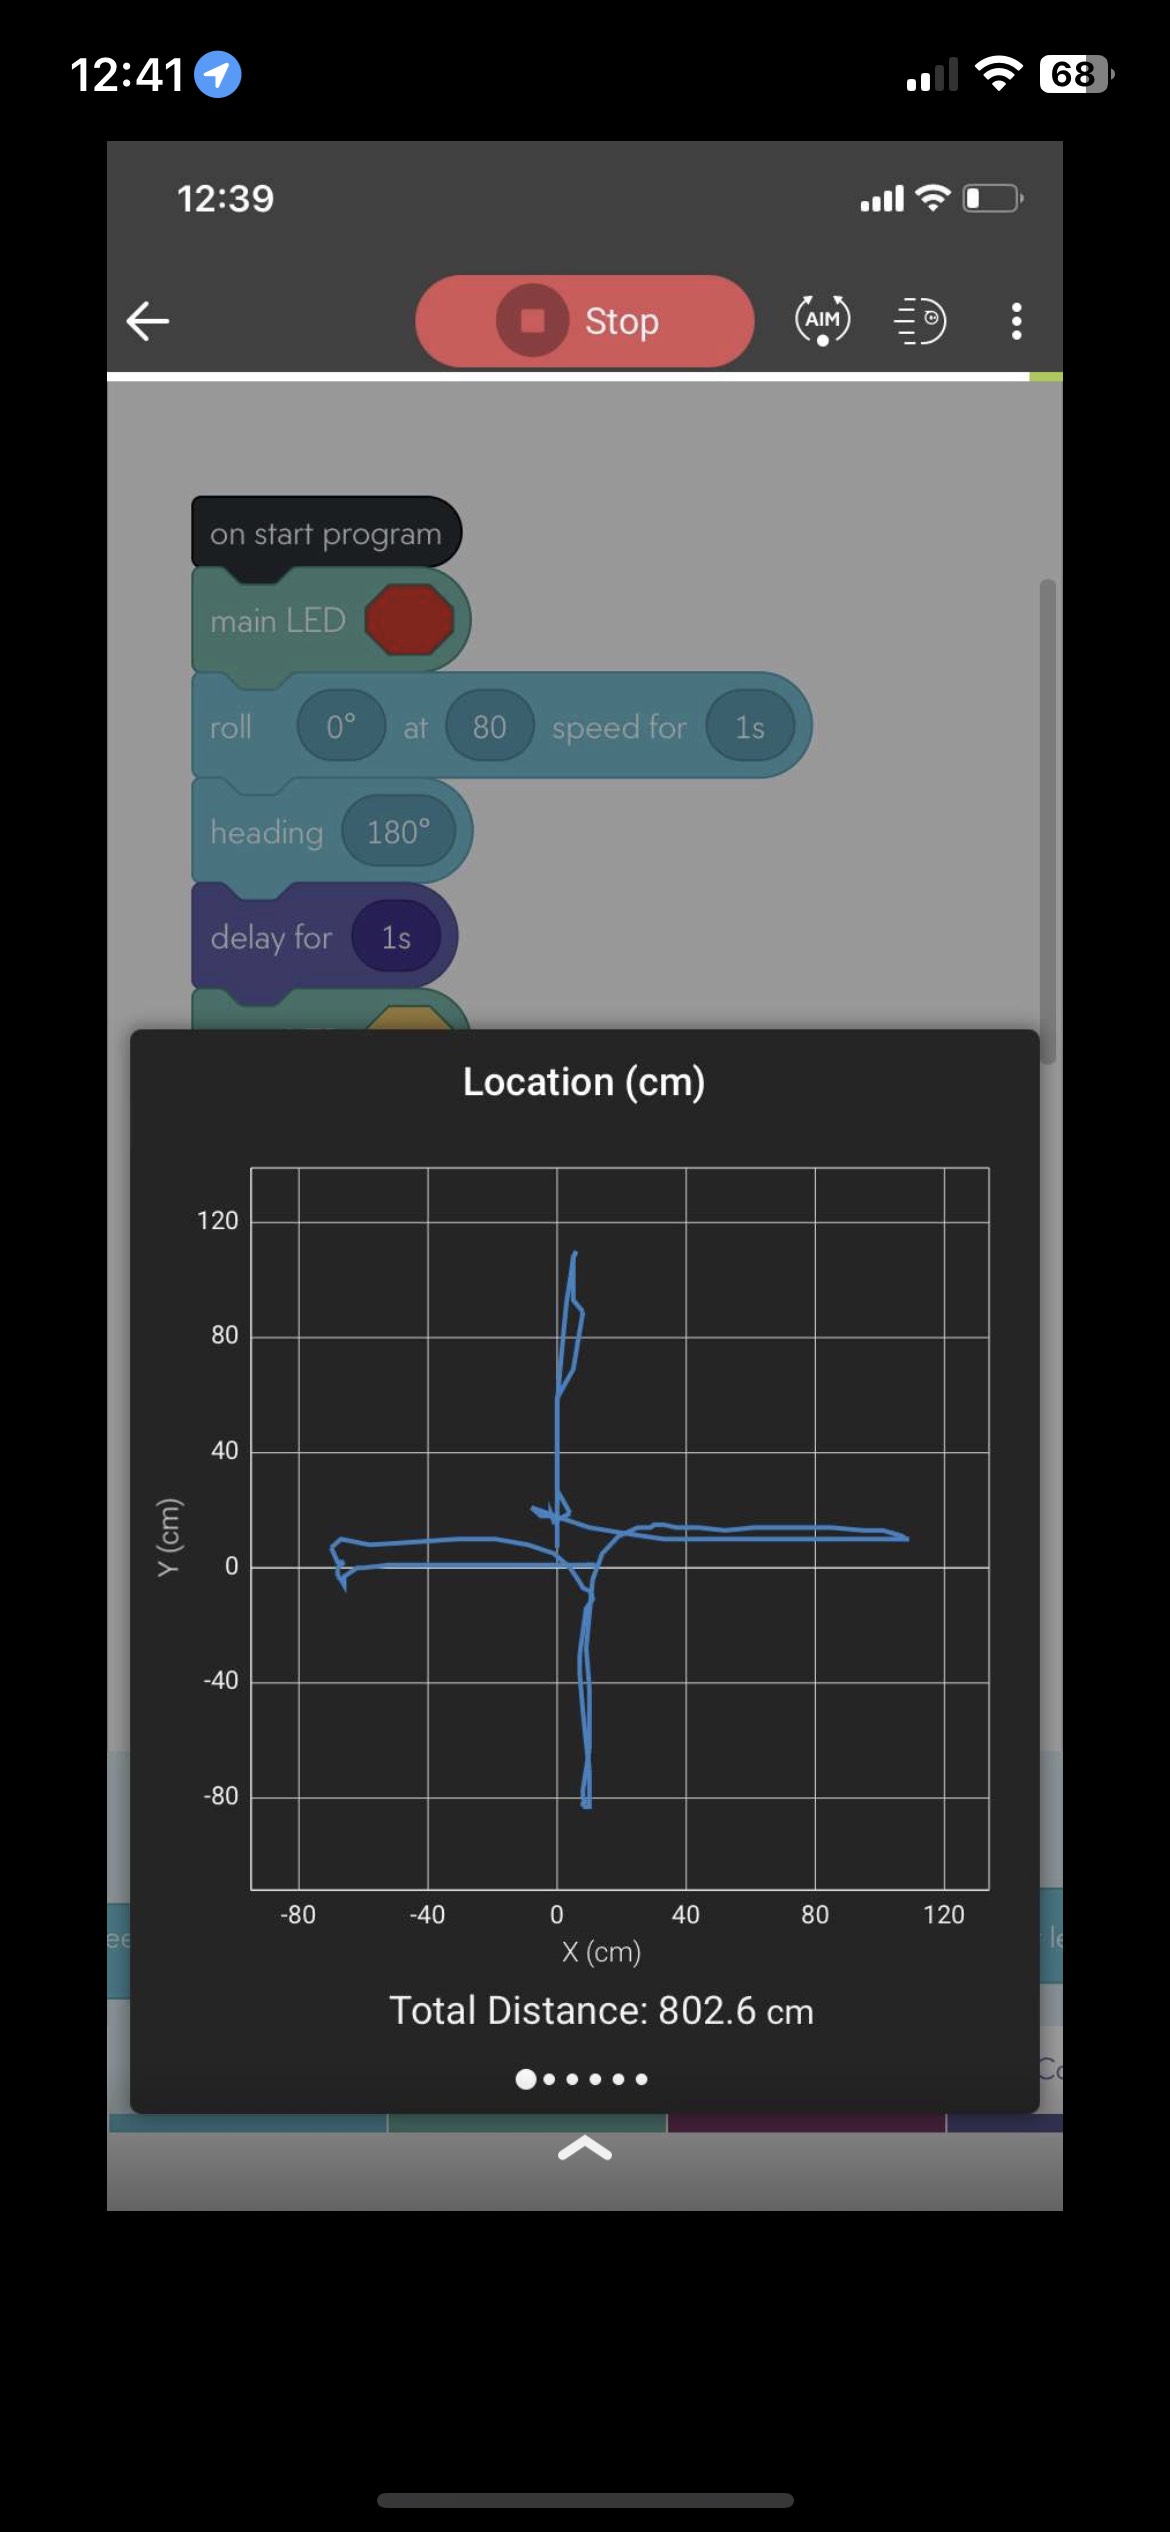 12:41
68
12:39
Stop
AIM
on start program
main LED
roll 0° at 80 speed for 1s
heading 180°
delay for 1s
Location (cm)
120
80
40
0
-40
-80
Y (cm)
-80 -40 0 40 80 120
X (cm)
Total Distance: 802.6 cm